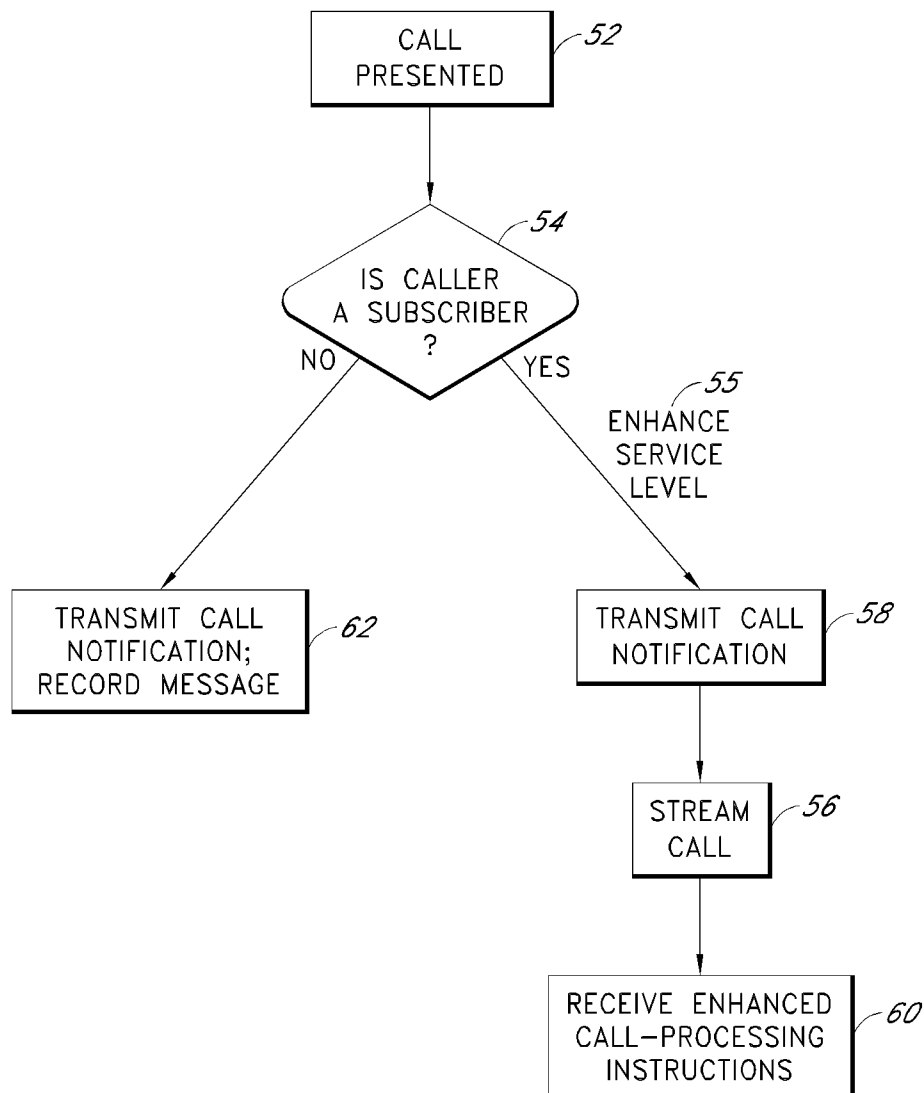 CALL
PRESENTED
52
54
IS CALLER
A SUBSCRIBER
?
NO
YES
55
ENHANCE
SERVICE
LEVEL
TRANSMIT CALL
NOTIFICATION;
RECORD MESSAGE
62
TRANSMIT CALL
NOTIFICATION
58
STREAM
CALL
56
RECEIVE ENHANCED
CALL-PROCESSING
INSTRUCTIONS
60